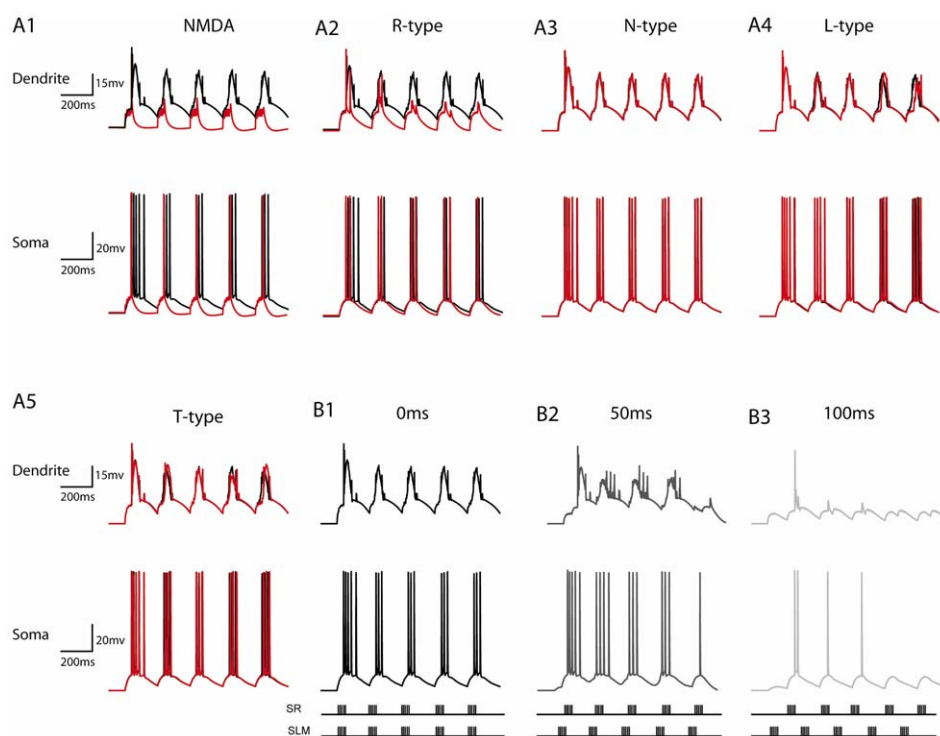 A1 NMDA A2 R-type A3 N-type A4 L-type
Dendrite 15mv
200ms
Soma 20mv
200ms
A5 T-type B1 0ms B2 50ms B3 100ms
Dendrite 15mv
200ms
Soma 20mv
200ms
SR
SLM